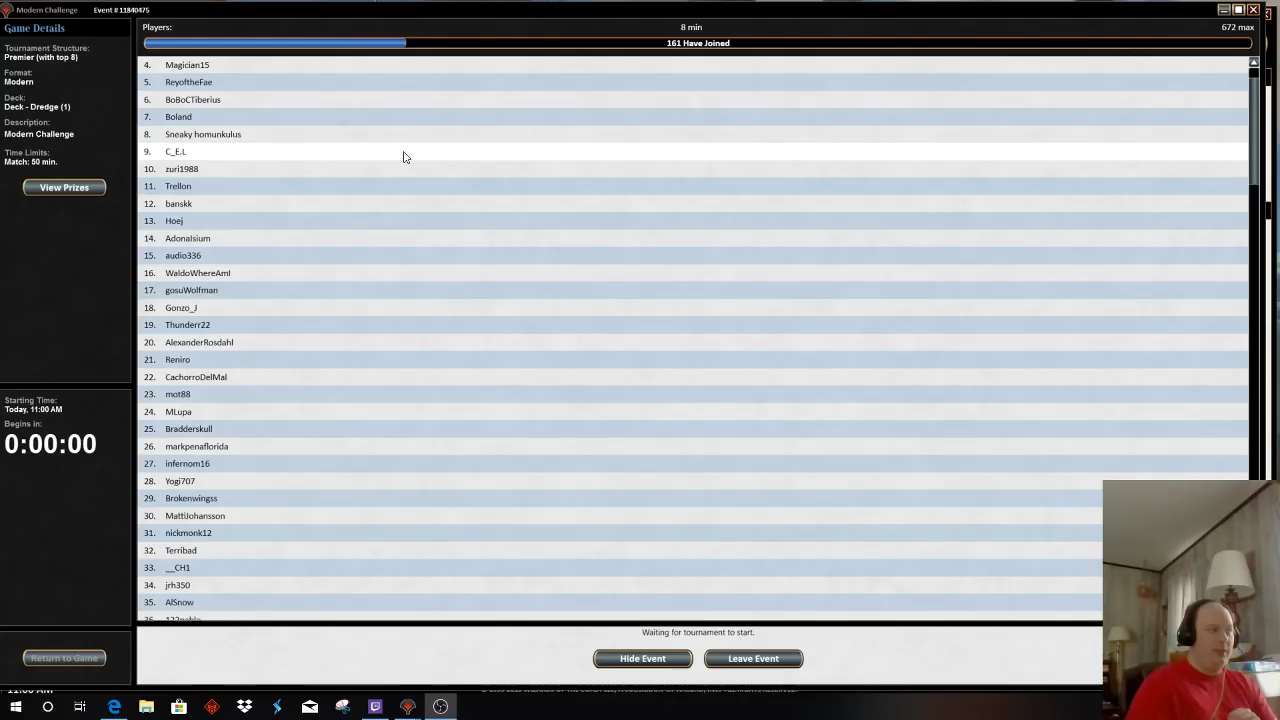 Modern Challenge Event # 11840475
Game Details
Tournament Structure:
Premier (with top 8)
Format:
Modern
Deck:
Deck - Dredge (1)
Description:
Modern Challenge
Time Limits:
Match: 50 min.
View Prizes
Starting Time:
Today, 11:00 AM
Begins in:
0:00:00
Return to Game
Players: 8 min 672 max
161 Have Joined
4. Magician15
5. ReyoftheFae
6. BoBoCTiberius
7. Boland
8. Sneaky homunkulus
9. C_E.L
10. zuri1988
11. Trellon
12. banskk
13. Hoej
14. AdonaIsium
15. audio336
16. WaldoWhereAmI
17. gosuWolfman
18. Gonzo_J
19. Thunderr22
20. AlexanderRosdahl
21. Reniro
22. CachorroDelMal
23. mot88
24. MLupa
25. Bradderskull
26. markpenaflorida
27. infernom16
28. Yogi707
29. Brokenwingss
30. MattiJohansson
31. nickmonk12
32. Terribad
33. __CH1
34. jrh350
35. AlSnow
Waiting for tournament to start.
Hide Event Leave Event